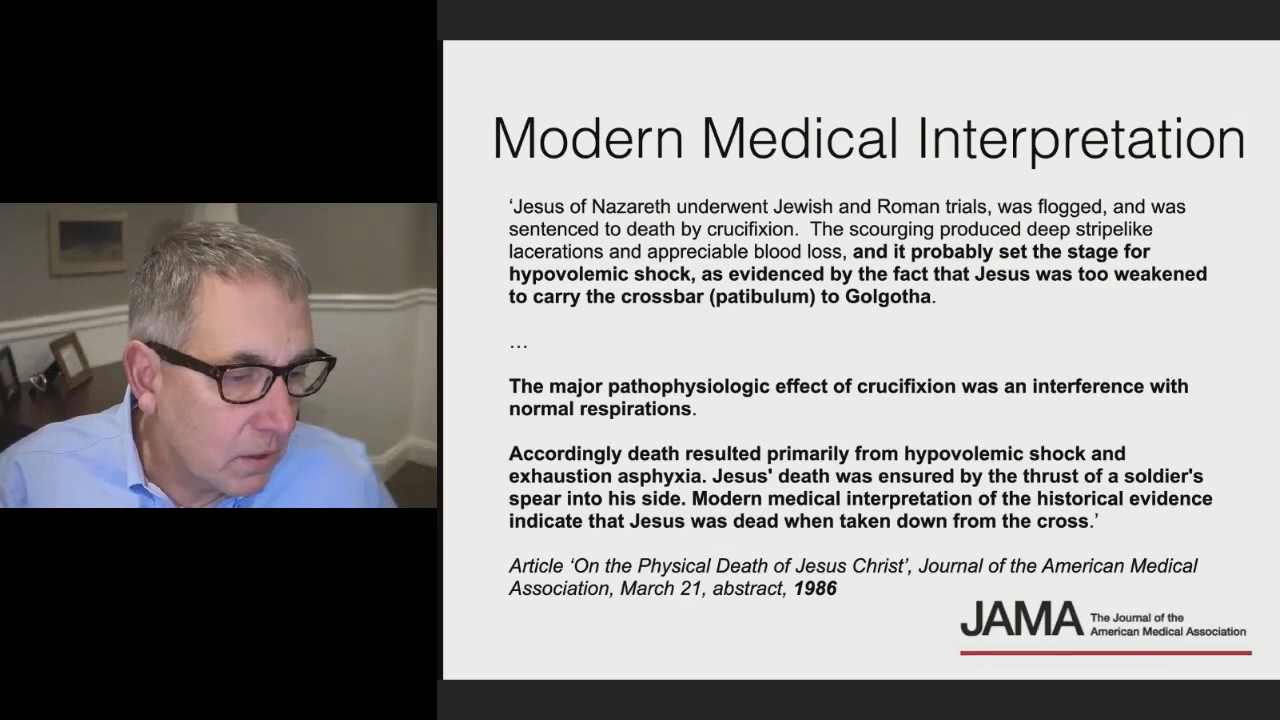 Modern Medical Interpretation
‘Jesus of Nazareth underwent Jewish and Roman trials, was flogged, and was
sentenced to death by crucifixion.  The scourging produced deep stripelike
lacerations and appreciable blood loss, and it probably set the stage for
hypovolemic shock, as evidenced by the fact that Jesus was too weakened
to carry the crossbar (patibulum) to Golgotha.
…
The major pathophysiologic effect of crucifixion was an interference with
normal respirations.
Accordingly death resulted primarily from hypovolemic shock and
exhaustion asphyxia. Jesus' death was ensured by the thrust of a soldier's
spear into his side. Modern medical interpretation of the historical evidence
indicate that Jesus was dead when taken down from the cross.’
Article ‘On the Physical Death of Jesus Christ’, Journal of the American Medical
Association, March 21, abstract, 1986
JAMA The Journal of the
American Medical Association